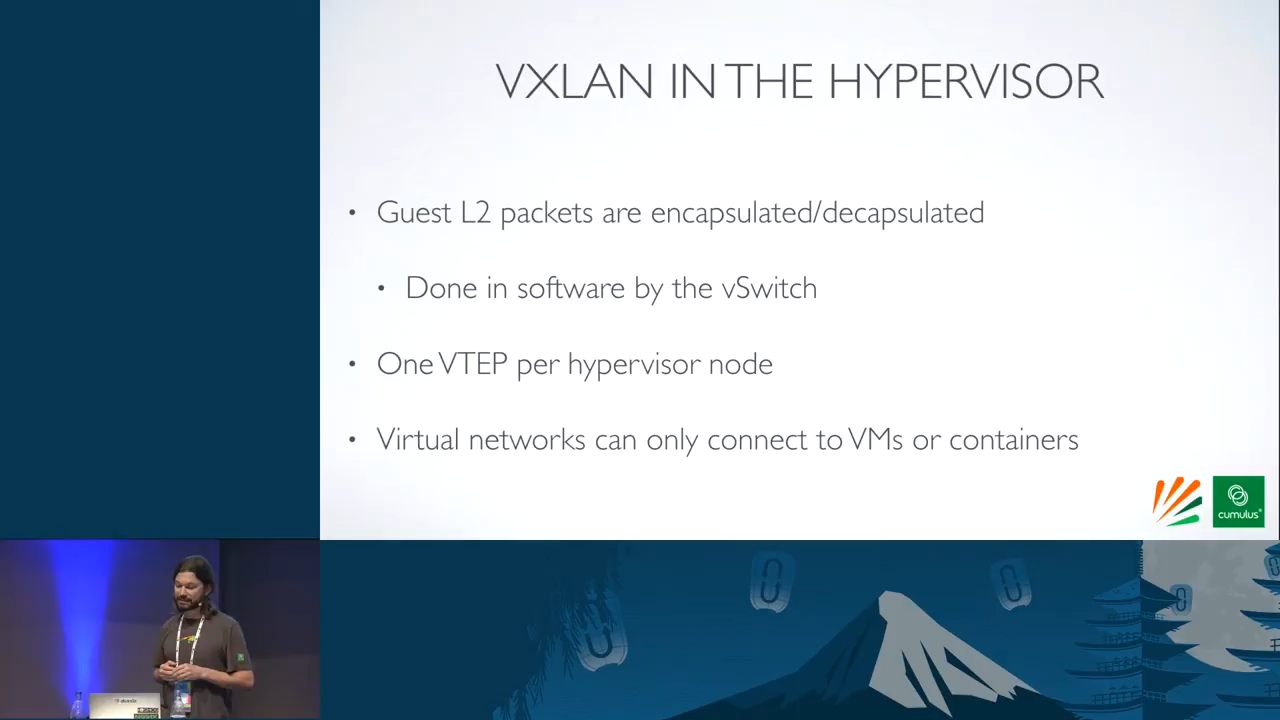 VXLAN IN THE HYPERVISOR
• Guest L2 packets are encapsulated/decapsulated
• Done in software by the vSwitch
• One VTEP per hypervisor node
• Virtual networks can only connect to VMs or containers
cumulus